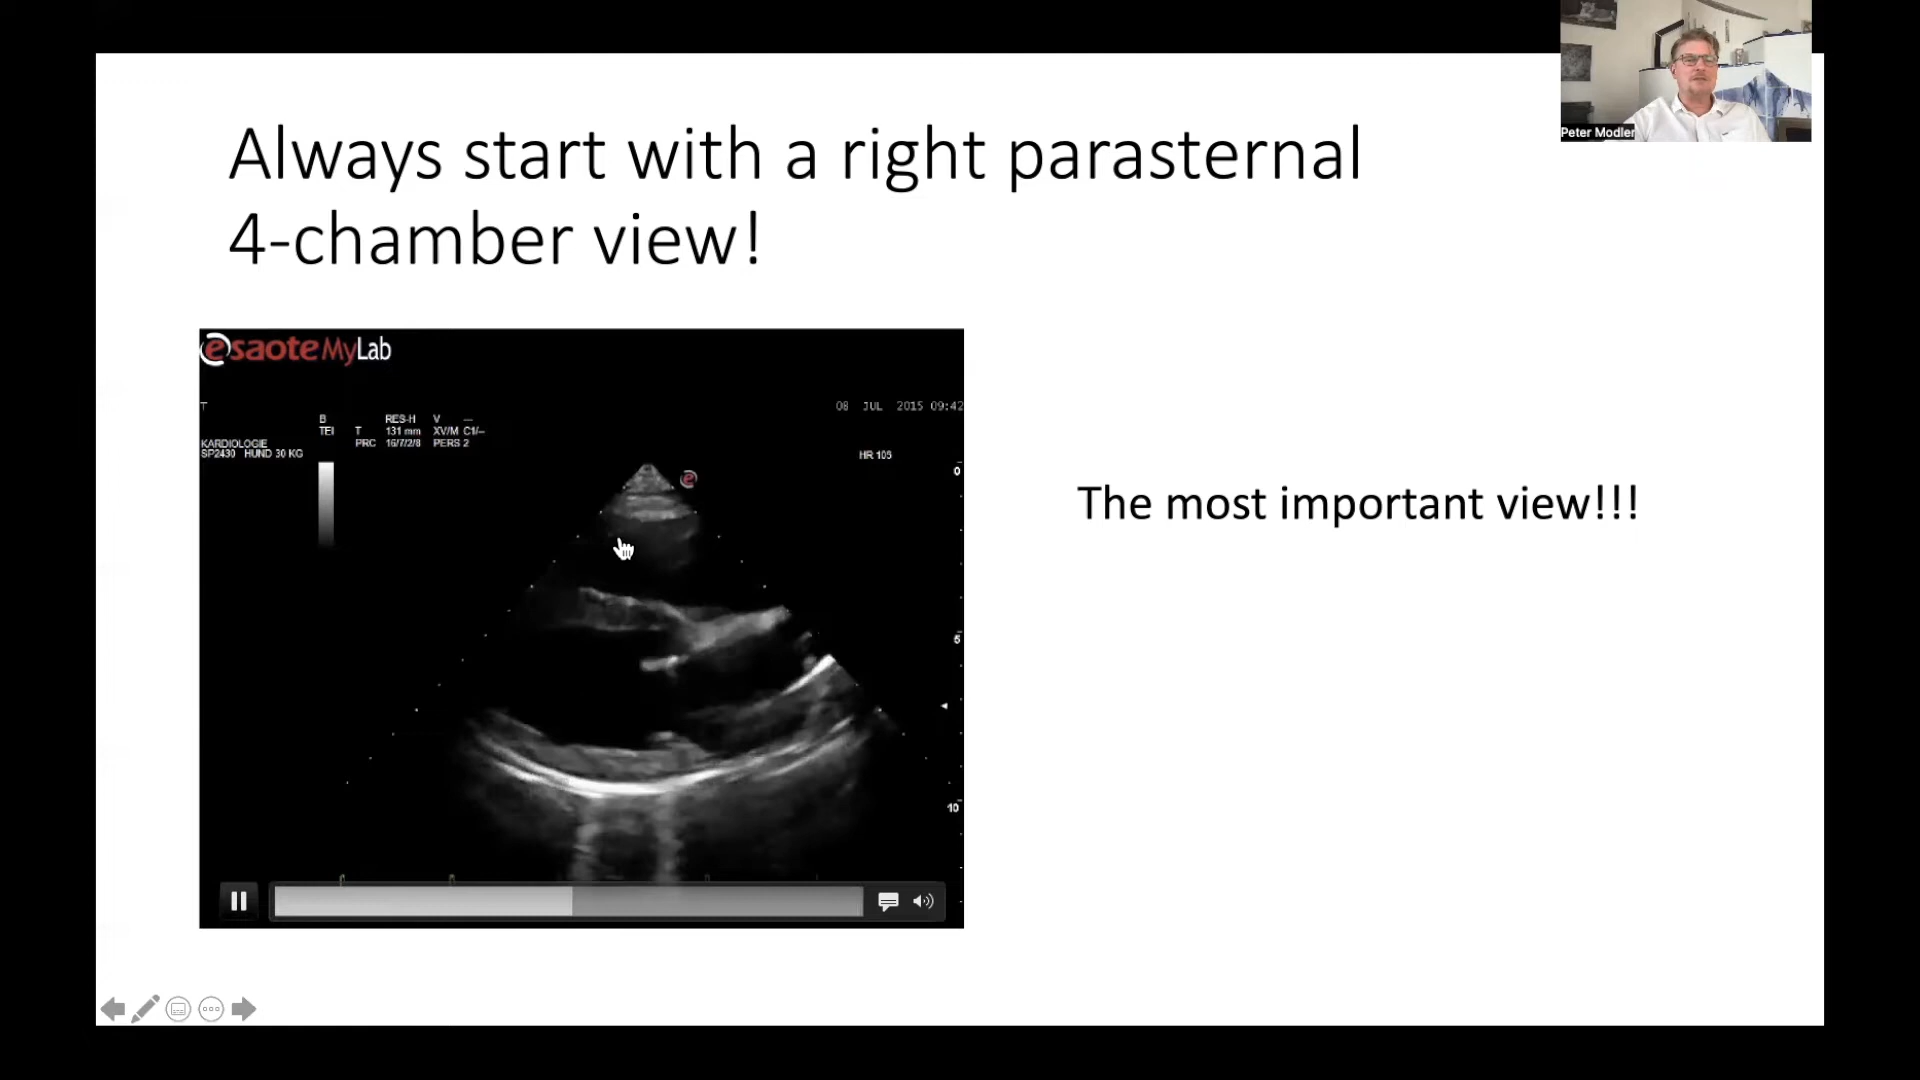 Peter Modler
Always start with a right parasternal
4-chamber view!
esaote MyLab
T
08 JUL 2015 09:42
B RES-H V —
TEI T 131 mm XV/M C1/–
PRC 16/7/2/8 PERS 2
KARDIOLOGIE
SP2430 HUND 30 KG
HR 105
0
5
10
The most important view!!!